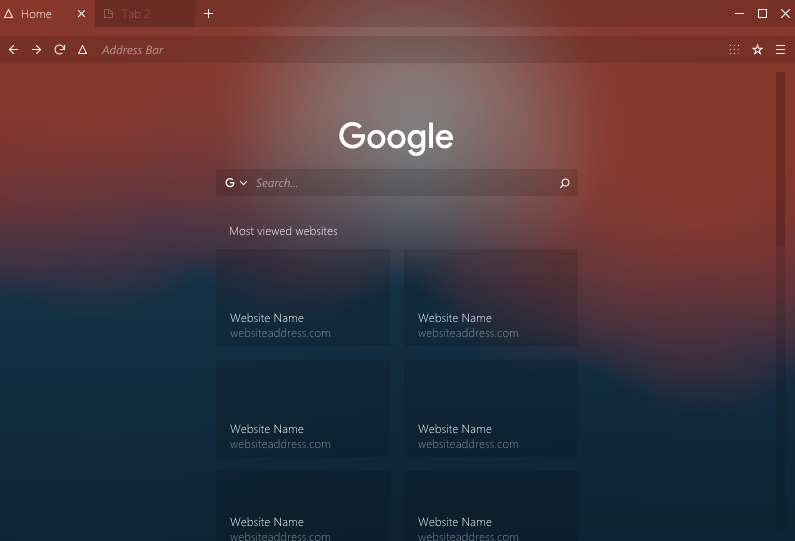 Home
Tab 2
Address Bar
Google
G Search...
Most viewed websites
Website Name Website Name
websiteaddress.com websiteaddress.com
Website Name Website Name
websiteaddress.com websiteaddress.com
Website Name Website Name
websiteaddress.com websiteaddress.com